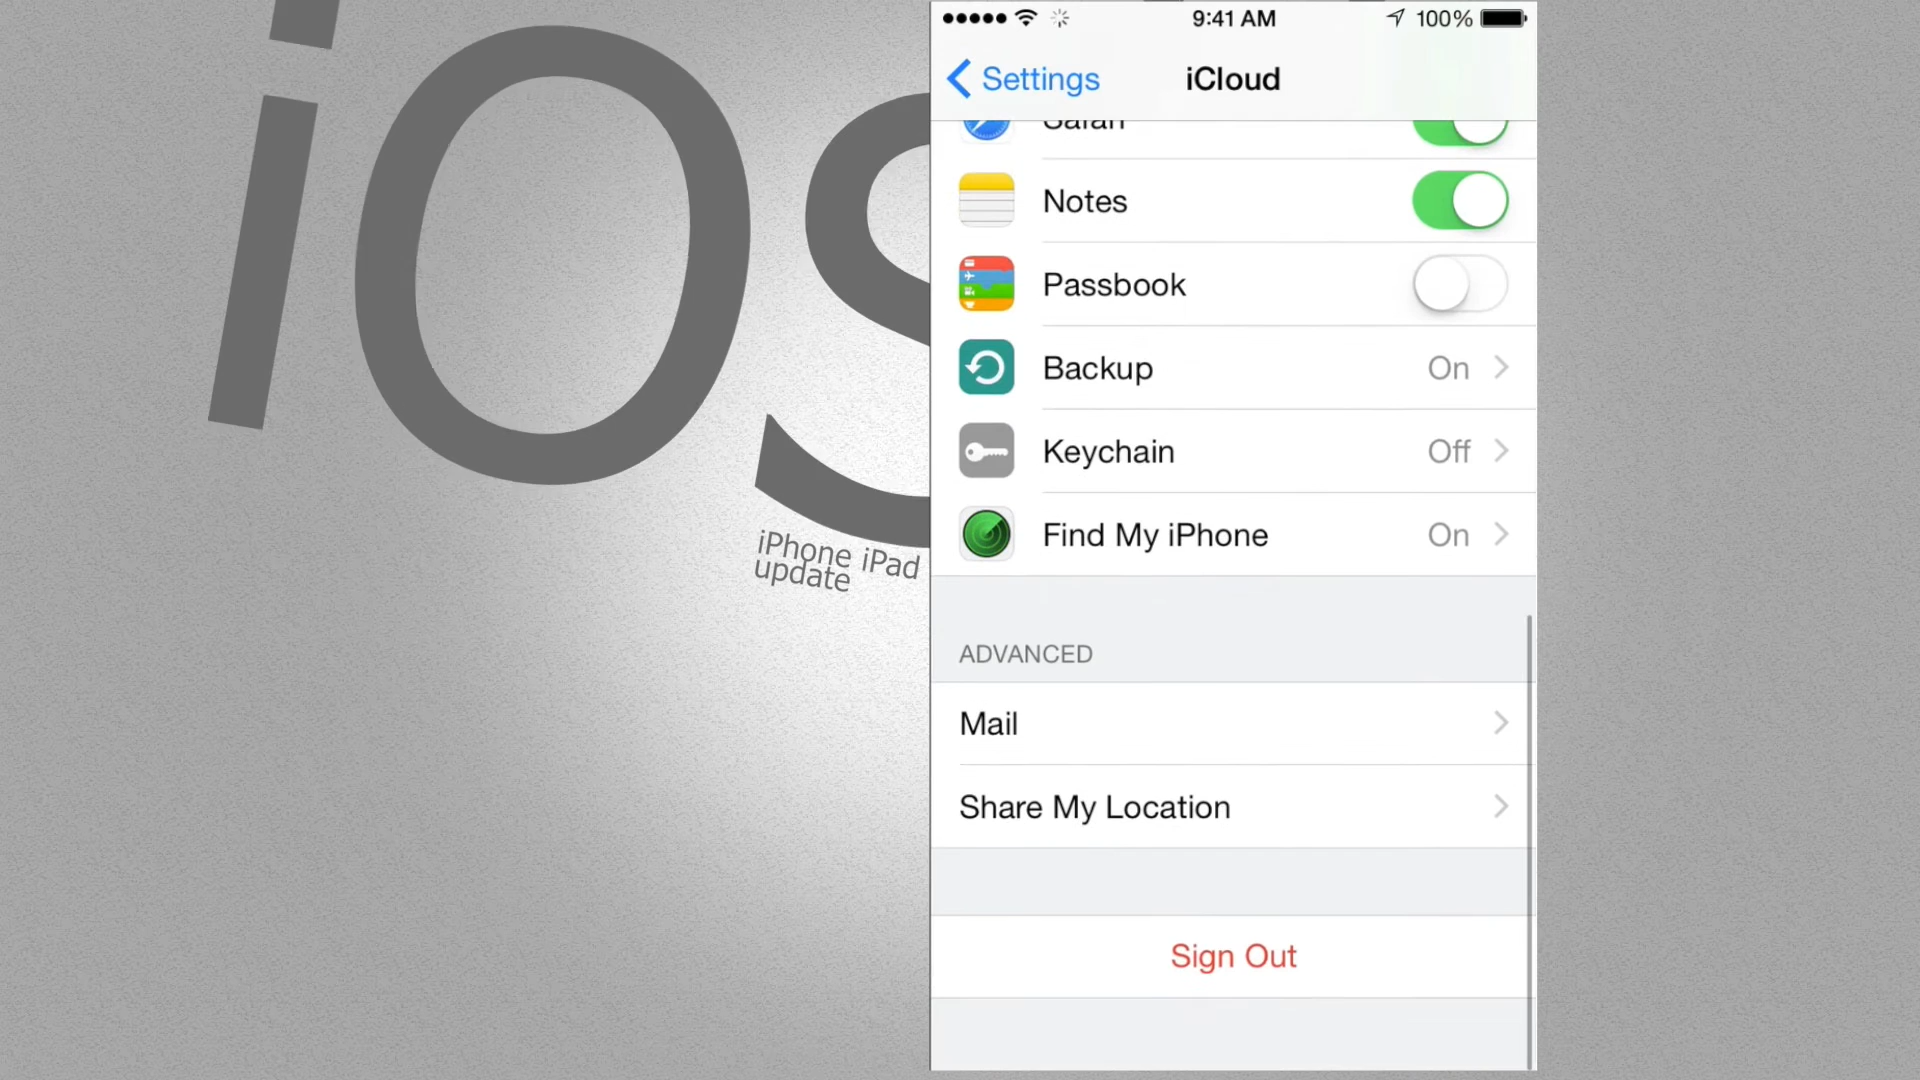 iOS
iPhone iPad
update
9:41 AM
100%
Settings
iCloud
Safari
Notes
Passbook
Backup On
Keychain Off
Find My iPhone On
ADVANCED
Mail
Share My Location
Sign Out